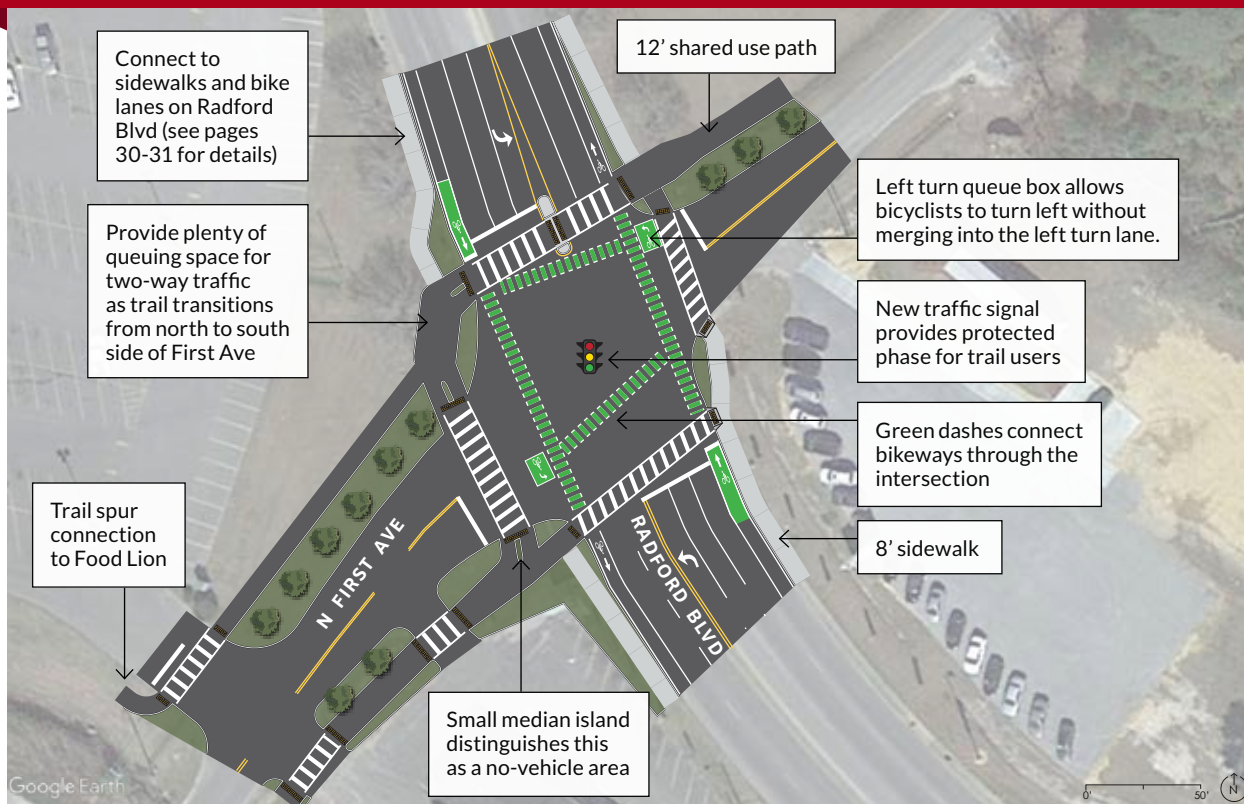 Connect to
sidewalks and bike
lanes on Radford
Blvd (see pages
30-31 for details)
12’ shared use path
Left turn queue box allows
bicyclists to turn left without
merging into the left turn lane.
Provide plenty of
queuing space for
two-way traffic
as trail transitions
from north to south
side of First Ave
New traffic signal
provides protected
phase for trail users
Green dashes connect
bikeways through the
intersection
Trail spur
connection
to Food Lion
N FIRST AVE
RADFORD BLVD
8’ sidewalk
Small median island
distinguishes this
as a no-vehicle area
Google Earth
0’ 50’
N